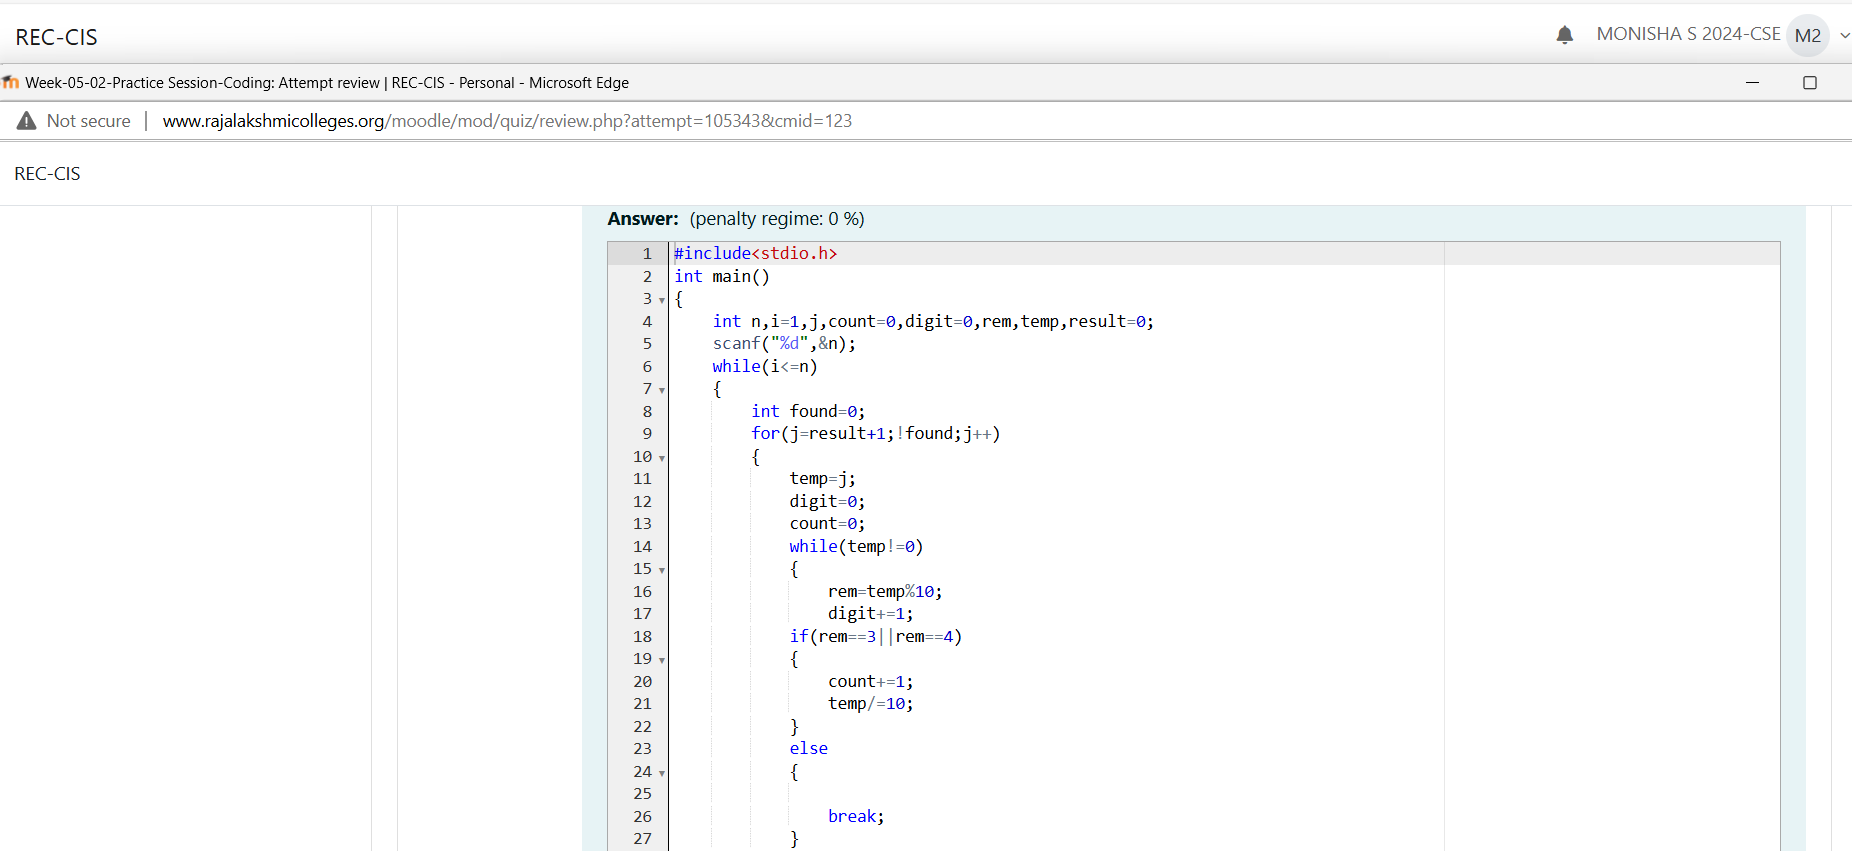 REC-CIS
MONISHA S 2024-CSE M2
Week-05-02-Practice Session-Coding: Attempt review | REC-CIS - Personal - Microsoft Edge
Not secure | www.rajalakshmicolleges.org/moodle/mod/quiz/review.php?attempt=105343&cmid=123
REC-CIS
Answer: (penalty regime: 0 %)
1 #include<stdio.h>
2 int main()
3 {
4 int n,i=1,j,count=0,digit=0,rem,temp,result=0;
5 scanf("%d",&n);
6 while(i<=n)
7 {
8 int found=0;
9 for(j=result+1;!found;j++)
10 {
11 temp=j;
12 digit=0;
13 count=0;
14 while(temp!=0)
15 {
16 rem=temp%10;
17 digit+=1;
18 if(rem==3||rem==4)
19 {
20 count+=1;
21 temp/=10;
22 }
23 else
24 {
25
26 break;
27 }